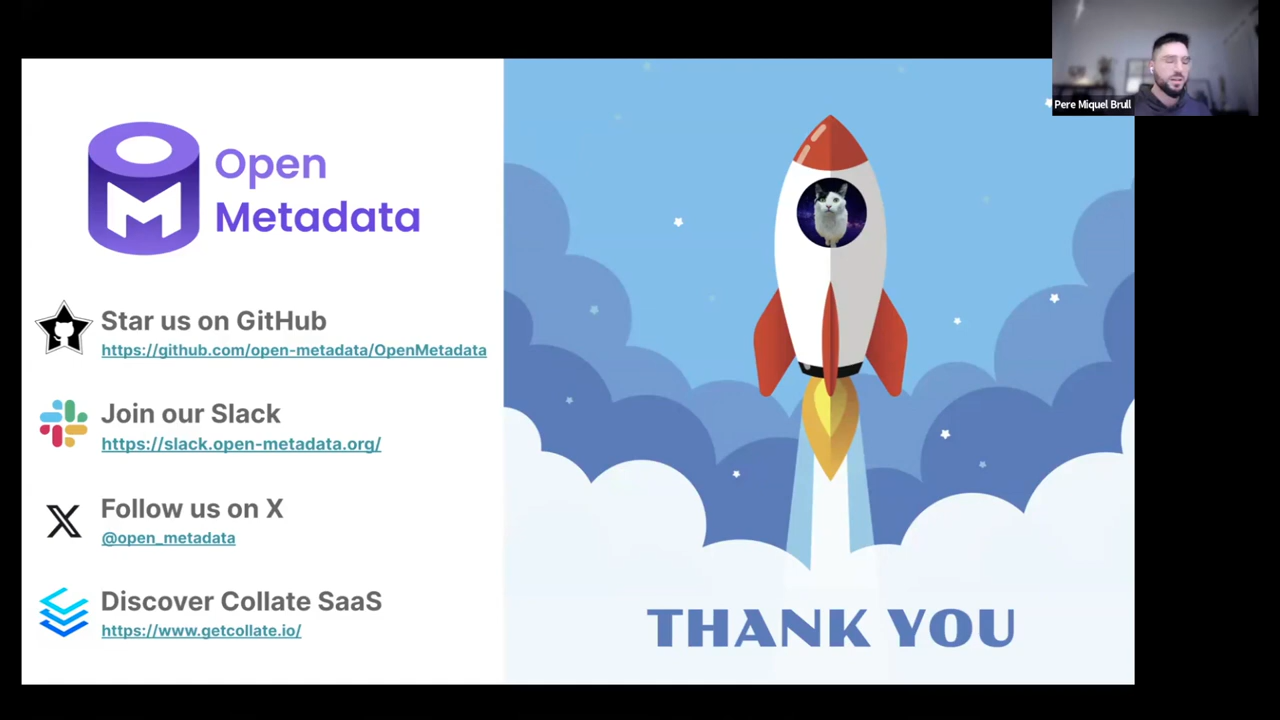 Open
Metadata
Star us on GitHub
https://github.com/open-metadata/OpenMetadata
Join our Slack
https://slack.open-metadata.org/
Follow us on X
@open_metadata
Discover Collate SaaS
https://www.getcollate.io/
THANK YOU
Pere Miquel Brull